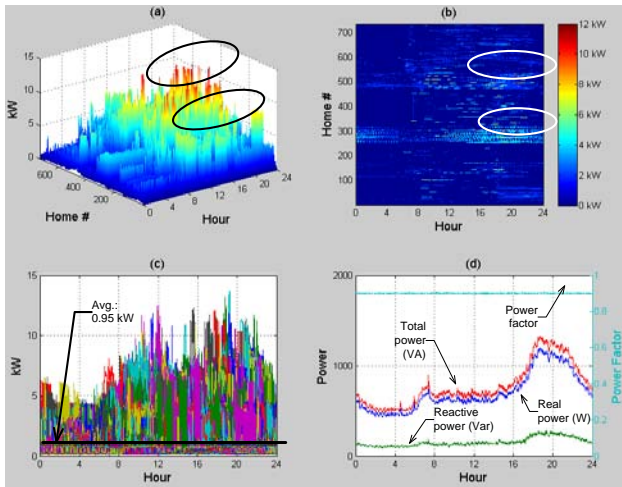 (a)
15
10
5
0
kW
600
400
200
0
Home #
0
4
8
12
16
20
24
Hour
(b)
700
600
500
400
300
200
100
Home #
0
4
8
12
16
20
24
Hour
12 kW
10 kW
8 kW
6 kW
4 kW
2 kW
0 kW
(c)
15
10
5
0
kW
Avg.:
0.95 kW
0
4
8
12
16
20
24
Hour
(d)
2000
1000
0
Power
Total
power
(VA)
Power
factor
Reactive
power (Var)
Real
power (W)
1
0.8
0.6
0.4
0.2
0
Power Factor
0
4
8
12
16
20
24
Hour